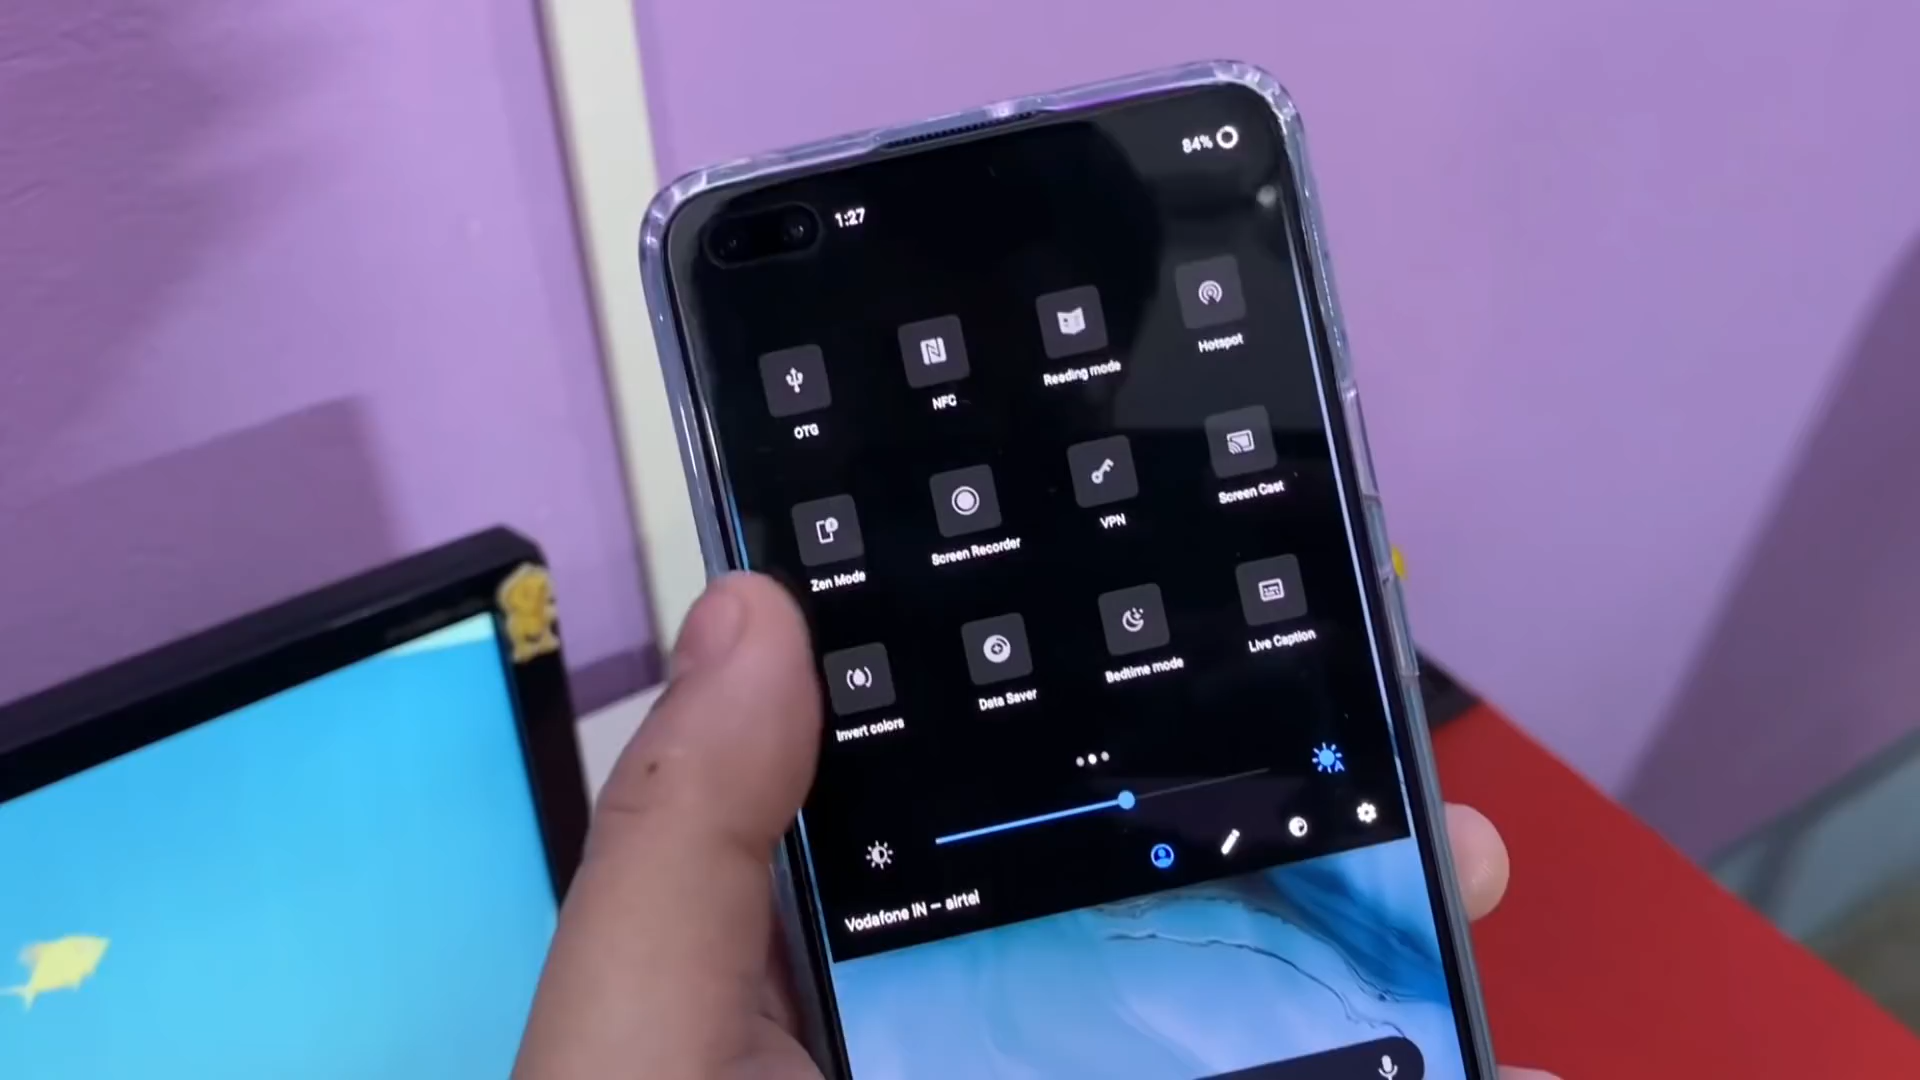 84%
1:27
OTG
NFC
Reading mode
Hotspot
Zen Mode
Screen Recorder
VPN
Screen Cast
Invert colors
Data Saver
Bedtime mode
Live Caption
Vodafone IN — airtel